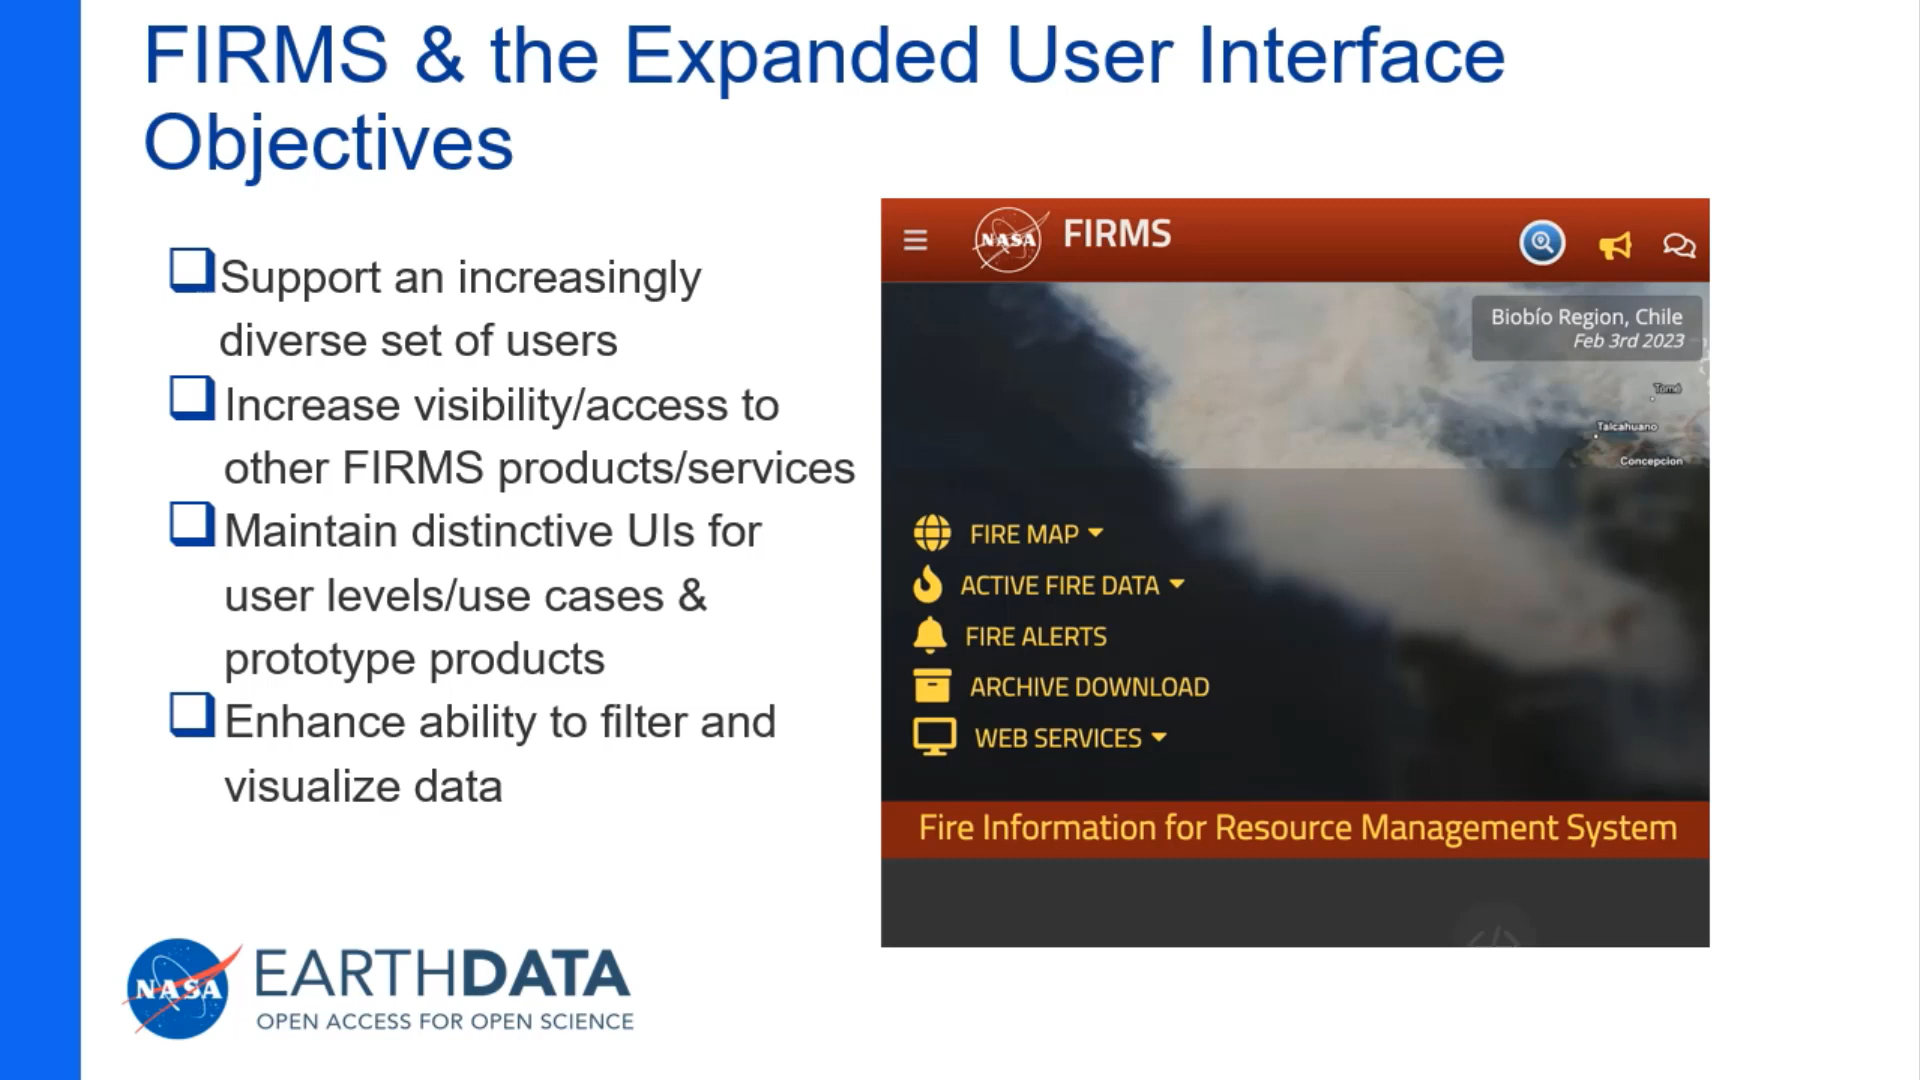 FIRMS & the Expanded User Interface
Objectives
Support an increasingly
diverse set of users
Increase visibility/access to
other FIRMS products/services
Maintain distinctive UIs for
user levels/use cases &
prototype products
Enhance ability to filter and
visualize data
NASA
FIRMS
Biobío Region, Chile
Feb 3rd 2023
Tomé
Talcahuano
Concepcion
FIRE MAP
ACTIVE FIRE DATA
FIRE ALERTS
ARCHIVE DOWNLOAD
WEB SERVICES
Fire Information for Resource Management System
NASA
EARTHDATA
OPEN ACCESS FOR OPEN SCIENCE